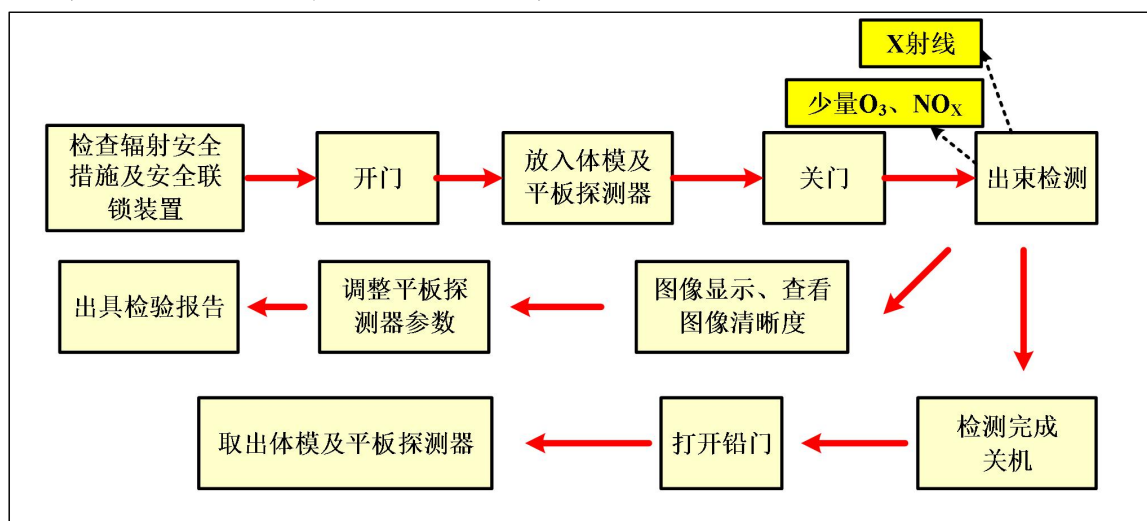 X射线
少量O₃、NOₓ
检查辐射安全
措施及安全联
锁装置
开门
放入体模及
平板探测器
关门
出束检测
出具检验报告
调整平板探
测器参数
图像显示、查看
图像清晰度
取出体模及平板探测器
打开铅门
检测完成
关机